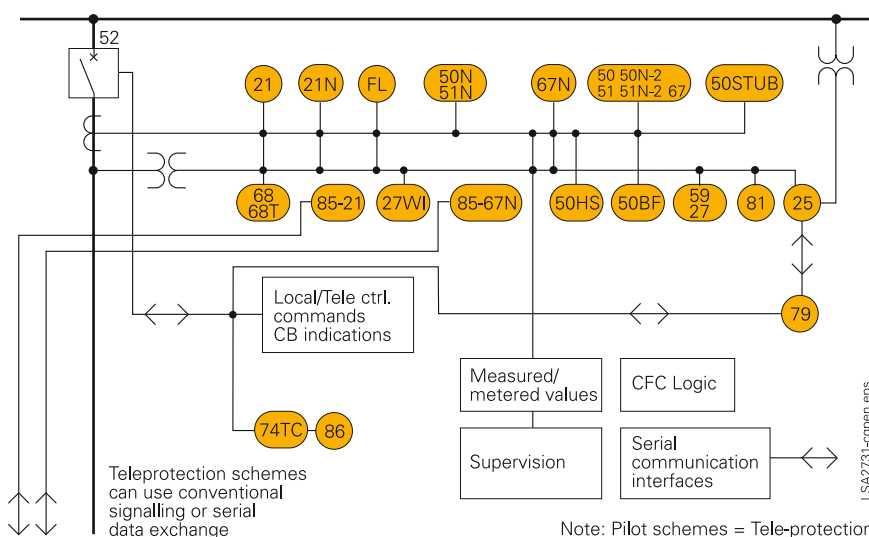 52
21
21N
FL
50N
51N
67N
50 50N-2
51 51N-2 67
50STUB
68
68T
85-21
27WI
85-67N
50HS
50BF
59
27
81
25
79
Local/Tele ctrl.
commands
CB indications
Measured/
metered values
CFC Logic
74TC
86
Supervision
Serial
communication
interfaces
Teleprotection schemes
can use conventional
signalling or serial
data exchange
Note: Pilot schemes = Tele-protection
LSA2731-cgpen.eps